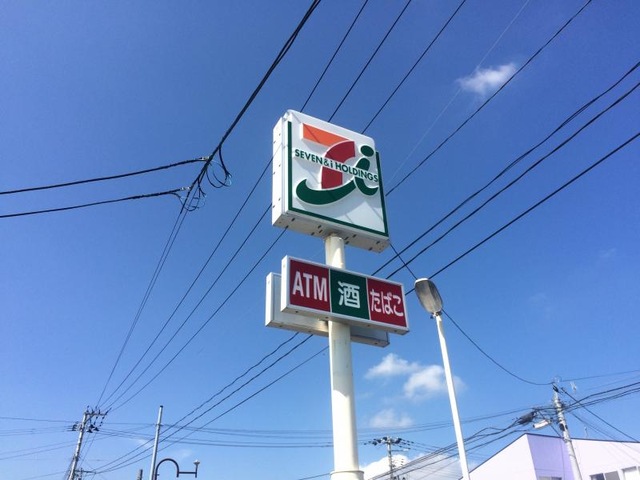 SEVEN & i HOLDINGS
ATM 酒 たばこ